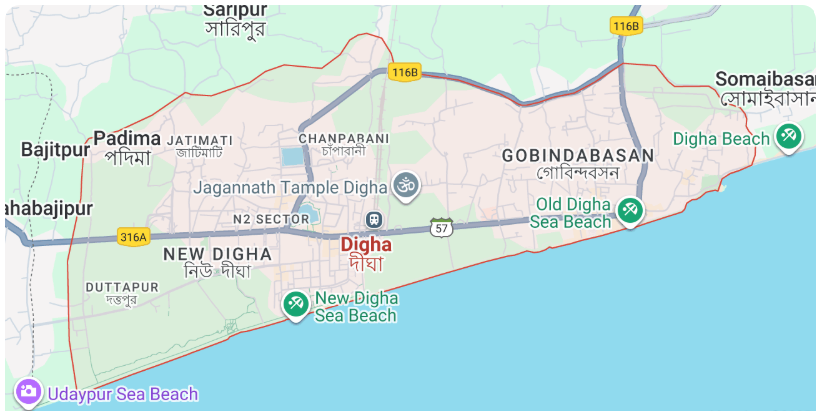 Saripur
সারিপুর
116B
116B
Somaibasan
সোমাইবাসান
Digha Beach
Padima
পদিমা
JATIMATI
জাটিমাটি
CHANPABANI
চাঁপাবানী
Bajitpur
GOBINDABASAN
গোবিন্দবসন
Jagannath Tample Digha
ahabajipur
N2 SECTOR
Old Digha
Sea Beach
57
316A
Digha
দীঘা
NEW DIGHA
নিউ দীঘা
DUTTAPUR
দত্তপুর
New Digha
Sea Beach
Udaypur Sea Beach